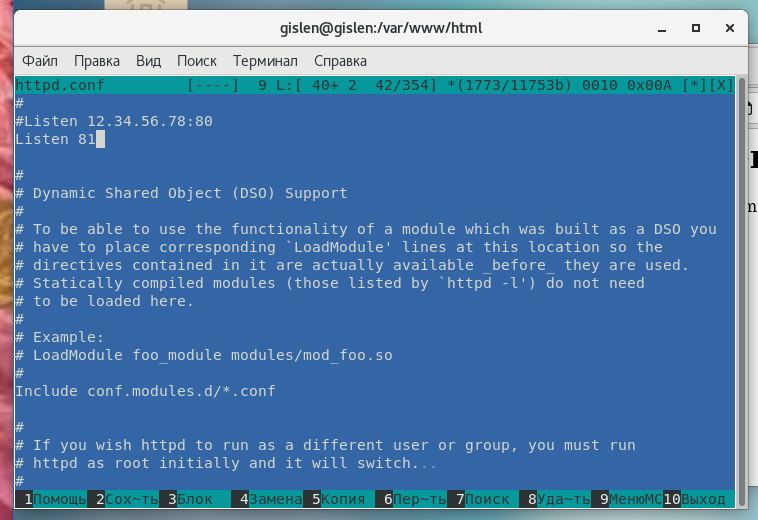 gislen@gislen:/var/www/html
Файл Правка Вид Поиск Терминал Справка
httpd.conf [----] 9 L:[ 40+ 2 42/354] *(1773/11753b) 0010 0x00A [*][X]
#
#Listen 12.34.56.78:80
Listen 81
#
# Dynamic Shared Object (DSO) Support
#
# To be able to use the functionality of a module which was built as a DSO you
# have to place corresponding `LoadModule' lines at this location so the
# directives contained in it are actually available _before_ they are used.
# Statically compiled modules (those listed by `httpd -l') do not need
# to be loaded here.
#
# Example:
# LoadModule foo_module modules/mod_foo.so
#
Include conf.modules.d/*.conf
#
# If you wish httpd to run as a different user or group, you must run
# httpd as root initially and it will switch...
#
1Помощь 2Сох~ть 3Блок 4Замена 5Копия 6Пер~ть 7Поиск 8Уда~ть 9МенюМС 10Выход